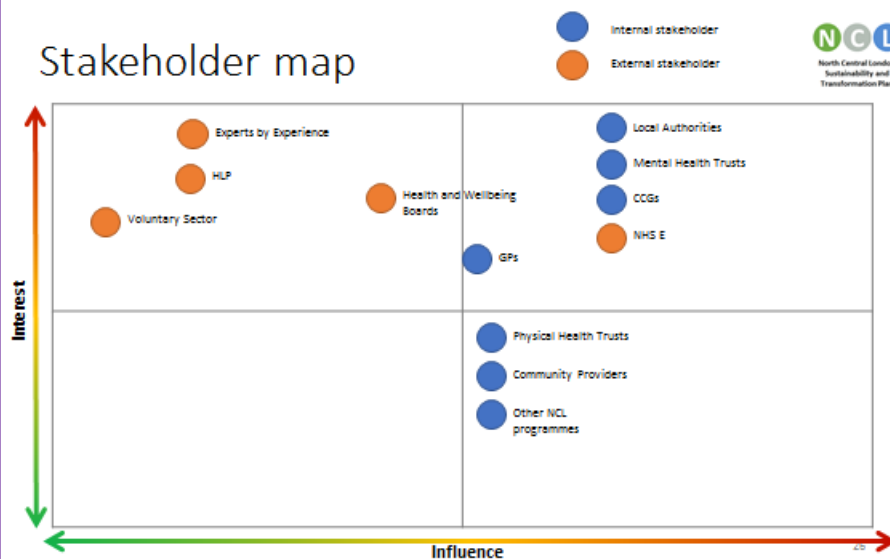 Stakeholder map
Internal stakeholder
External stakeholder
N C L
North Central London
Sustainability and
Transformation Plan
Experts by Experience
HLP
Voluntary Sector
Health and Wellbeing
Boards
GPs
Local Authorities
Mental Health Trusts
CCGs
NHS E
Physical Health Trusts
Community Providers
Other NCL
programmes
Interest
Influence